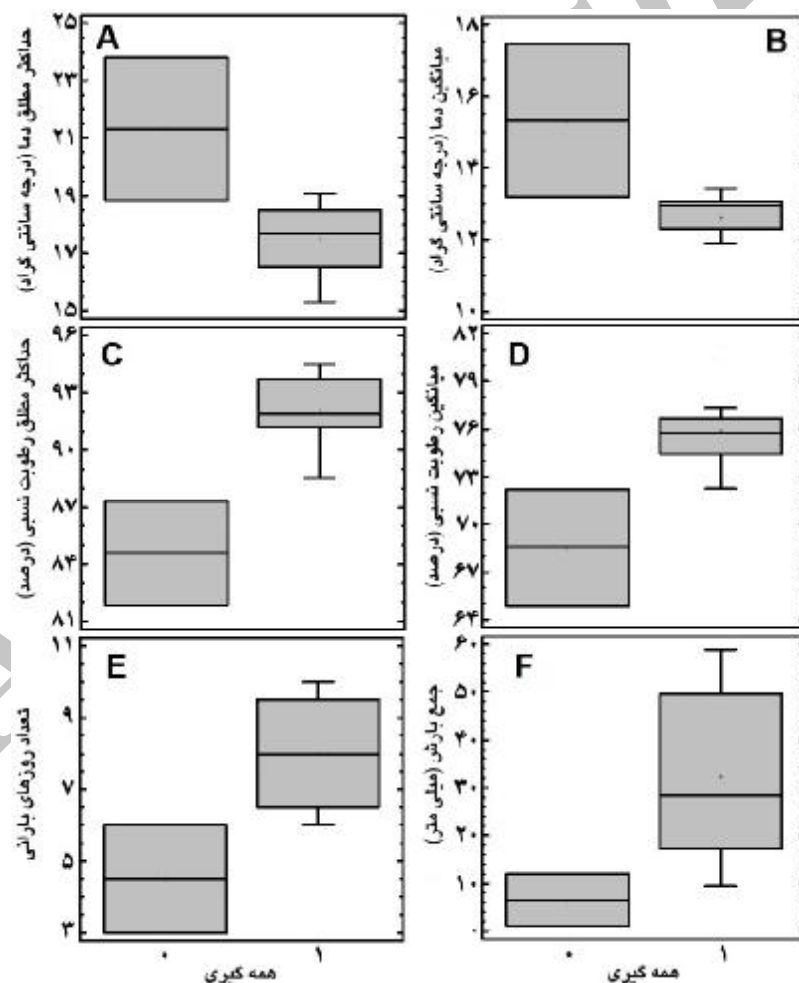 A
حداکثر مطلق دما (درجه سانتی گراد)
۲۵
۲۳
۲۱
۱۹
۱۷
۱۵
B
میانگین دما (درجه سانتی گراد)
۱۸
۱۶
۱۴
۱۲
۱۰
C
حداکثر مطلق رطوبت نسبی (درصد)
۹۶
۹۳
۹۰
۸۷
۸۴
۸۱
D
میانگین رطوبت نسبی (درصد)
۸۲
۷۹
۷۶
۷۳
۷۰
۶۷
۶۴
E
تعداد روزهای بارانی
۱۱
۹
۷
۵
۳
۰ ۱
همه گیری
F
جمع بارش (میلی متر)
۶۰
۵۰
۴۰
۳۰
۲۰
۱۰
۰
۰ ۱
همه گیری